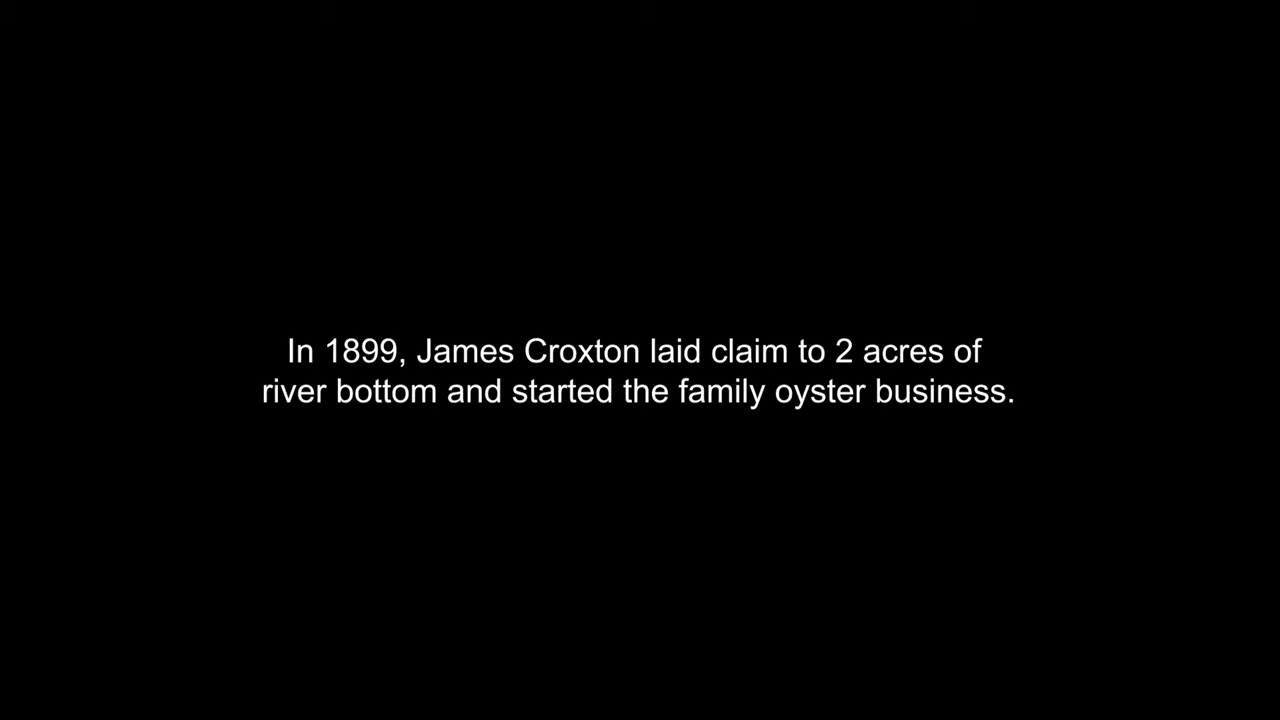 In 1899, James Croxton laid claim to 2 acres of
river bottom and started the family oyster business.